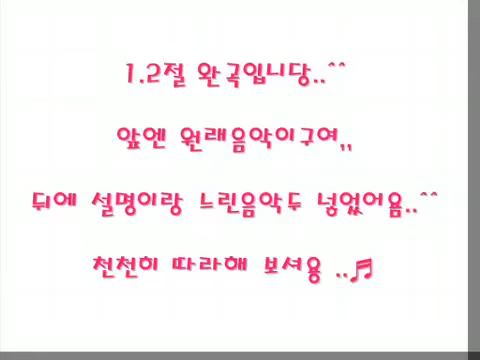 1.2절 완곡입니당..^^
앞엔 원래음악이구여,,
뒤에 설명이랑 느린음악두 넣었어욤..^^
천천히 따라해 보셔용 ..♬